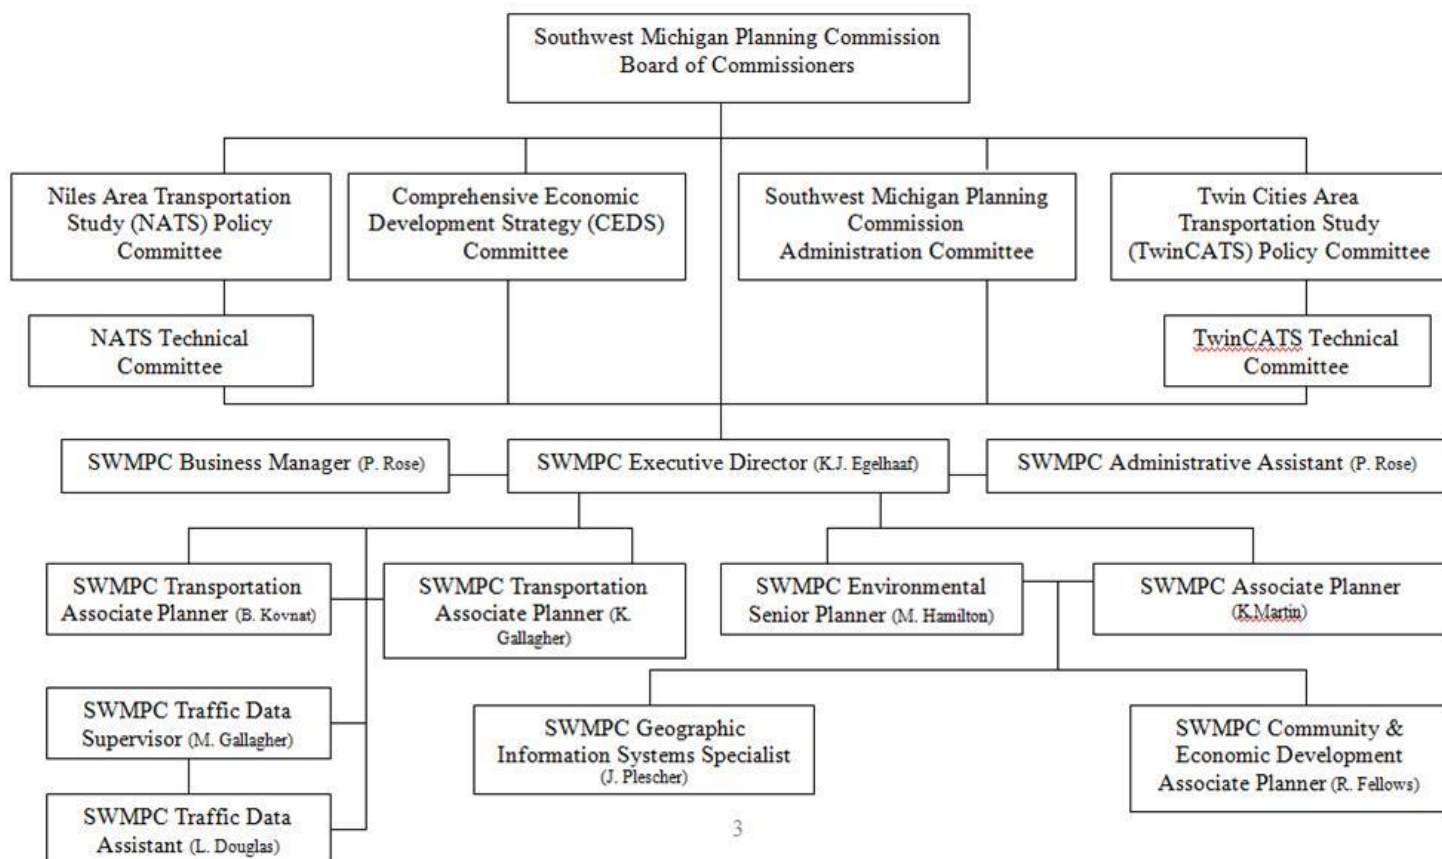 Southwest Michigan Planning Commission
Board of Commissioners
Niles Area Transportation
Study (NATS) Policy
Committee
Comprehensive Economic
Development Strategy (CEDS)
Committee
Southwest Michigan Planning
Commission
Administration Committee
Twin Cities Area
Transportation Study
(TwinCATS) Policy Committee
NATS Technical
Committee
TwinCATS Technical
Committee
SWMPC Business Manager (P. Rose)
SWMPC Executive Director (K.J. Egelhaaf)
SWMPC Administrative Assistant (P. Rose)
SWMPC Transportation
Associate Planner (B. Kovnat)
SWMPC Transportation
Associate Planner (K.
Gallagher)
SWMPC Environmental
Senior Planner (M. Hamilton)
SWMPC Associate Planner
(K.Martin)
SWMPC Traffic Data
Supervisor (M. Gallagher)
SWMPC Geographic
Information Systems Specialist
(J. Plescher)
SWMPC Community &
Economic Development
Associate Planner (R. Fellows)
SWMPC Traffic Data
Assistant (L. Douglas)
3